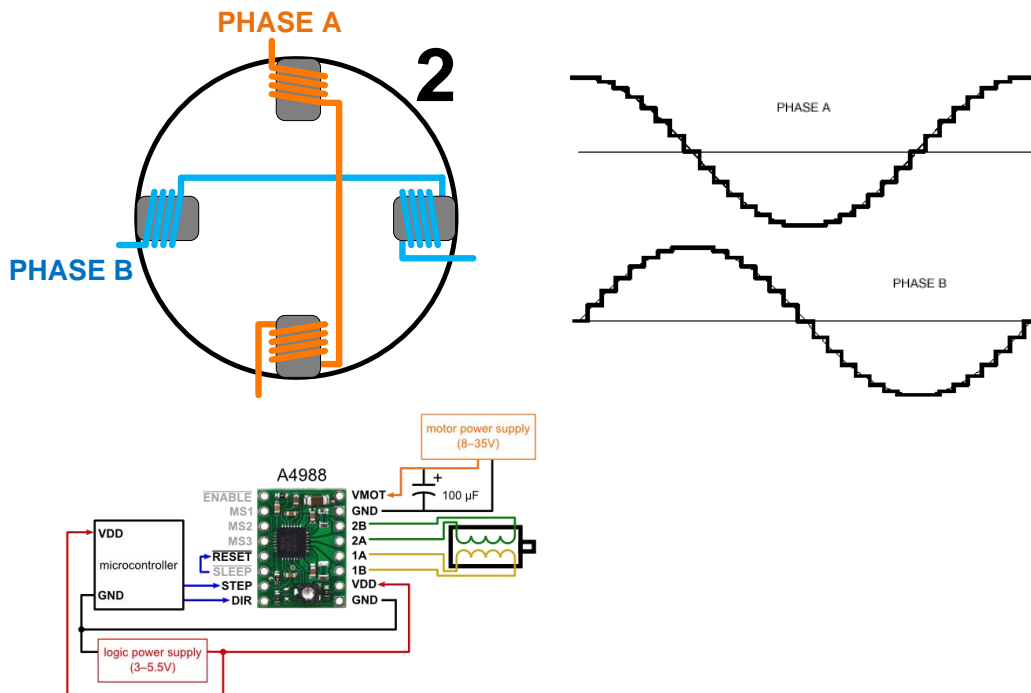 PHASE A
2
PHASE B
PHASE A
PHASE B
motor power supply
(8–35V)
A4988
+
100 µF
ENABLE
MS1
MS2
MS3
RESET
SLEEP
STEP
DIR
VMOT
GND
2B
2A
1A
1B
VDD
GND
VDD
microcontroller
GND
logic power supply
(3–5.5V)